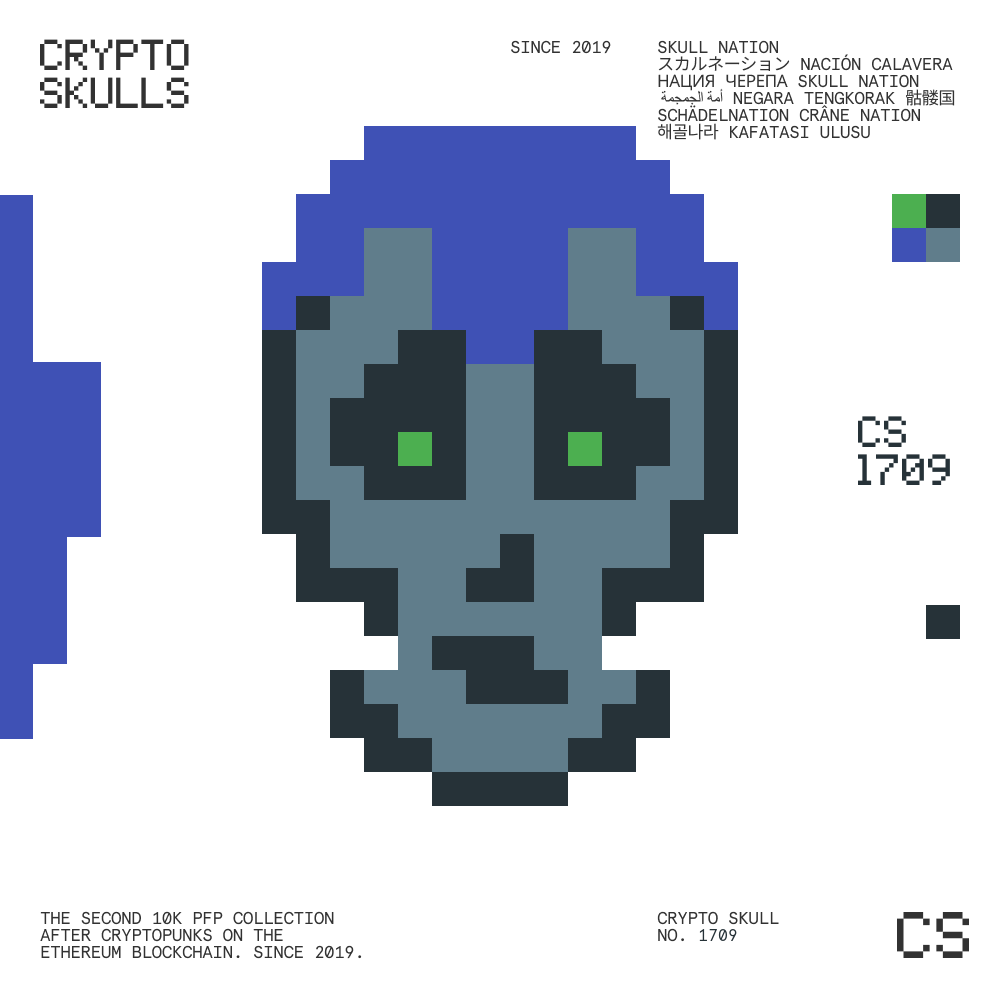 CRYPTO
SKULLS
SINCE 2019
SKULL NATION
スカルネーション NACIÓN CALAVERA
НАЦИЯ ЧЕРЕПА SKULL NATION
أمة الجمجمة NEGARA TENGKORAK 骷髅国
SCHÄDELNATION CRÂNE NATION
해골나라 KAFATASI ULUSU
CS
1709
THE SECOND 10K PFP COLLECTION
AFTER CRYPTOPUNKS ON THE
ETHEREUM BLOCKCHAIN. SINCE 2019.
CRYPTO SKULL
NO. 1709
CS